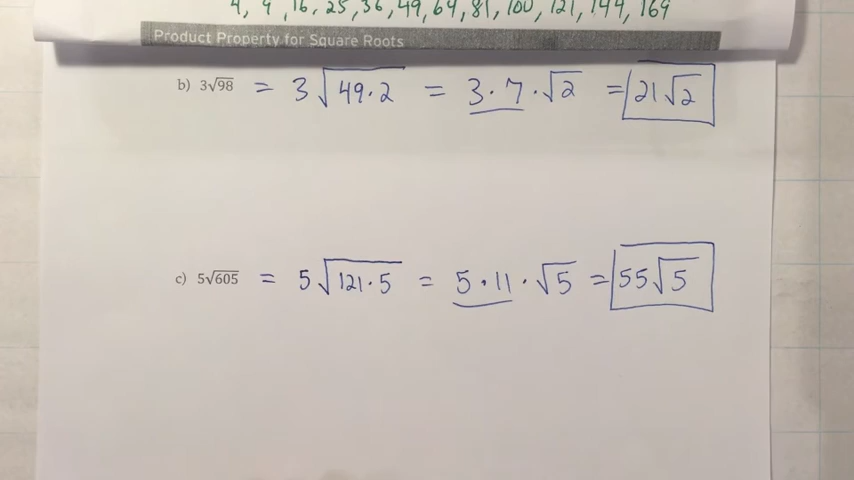 4, 9, 16, 25, 36, 49, 64, 81, 100, 121, 144, 169
Product Property for Square Roots
b) 3√98 = 3√49·2 = 3·7·√2 = 21√2
c) 5√605 = 5√121·5 = 5·11·√5 = 55√5